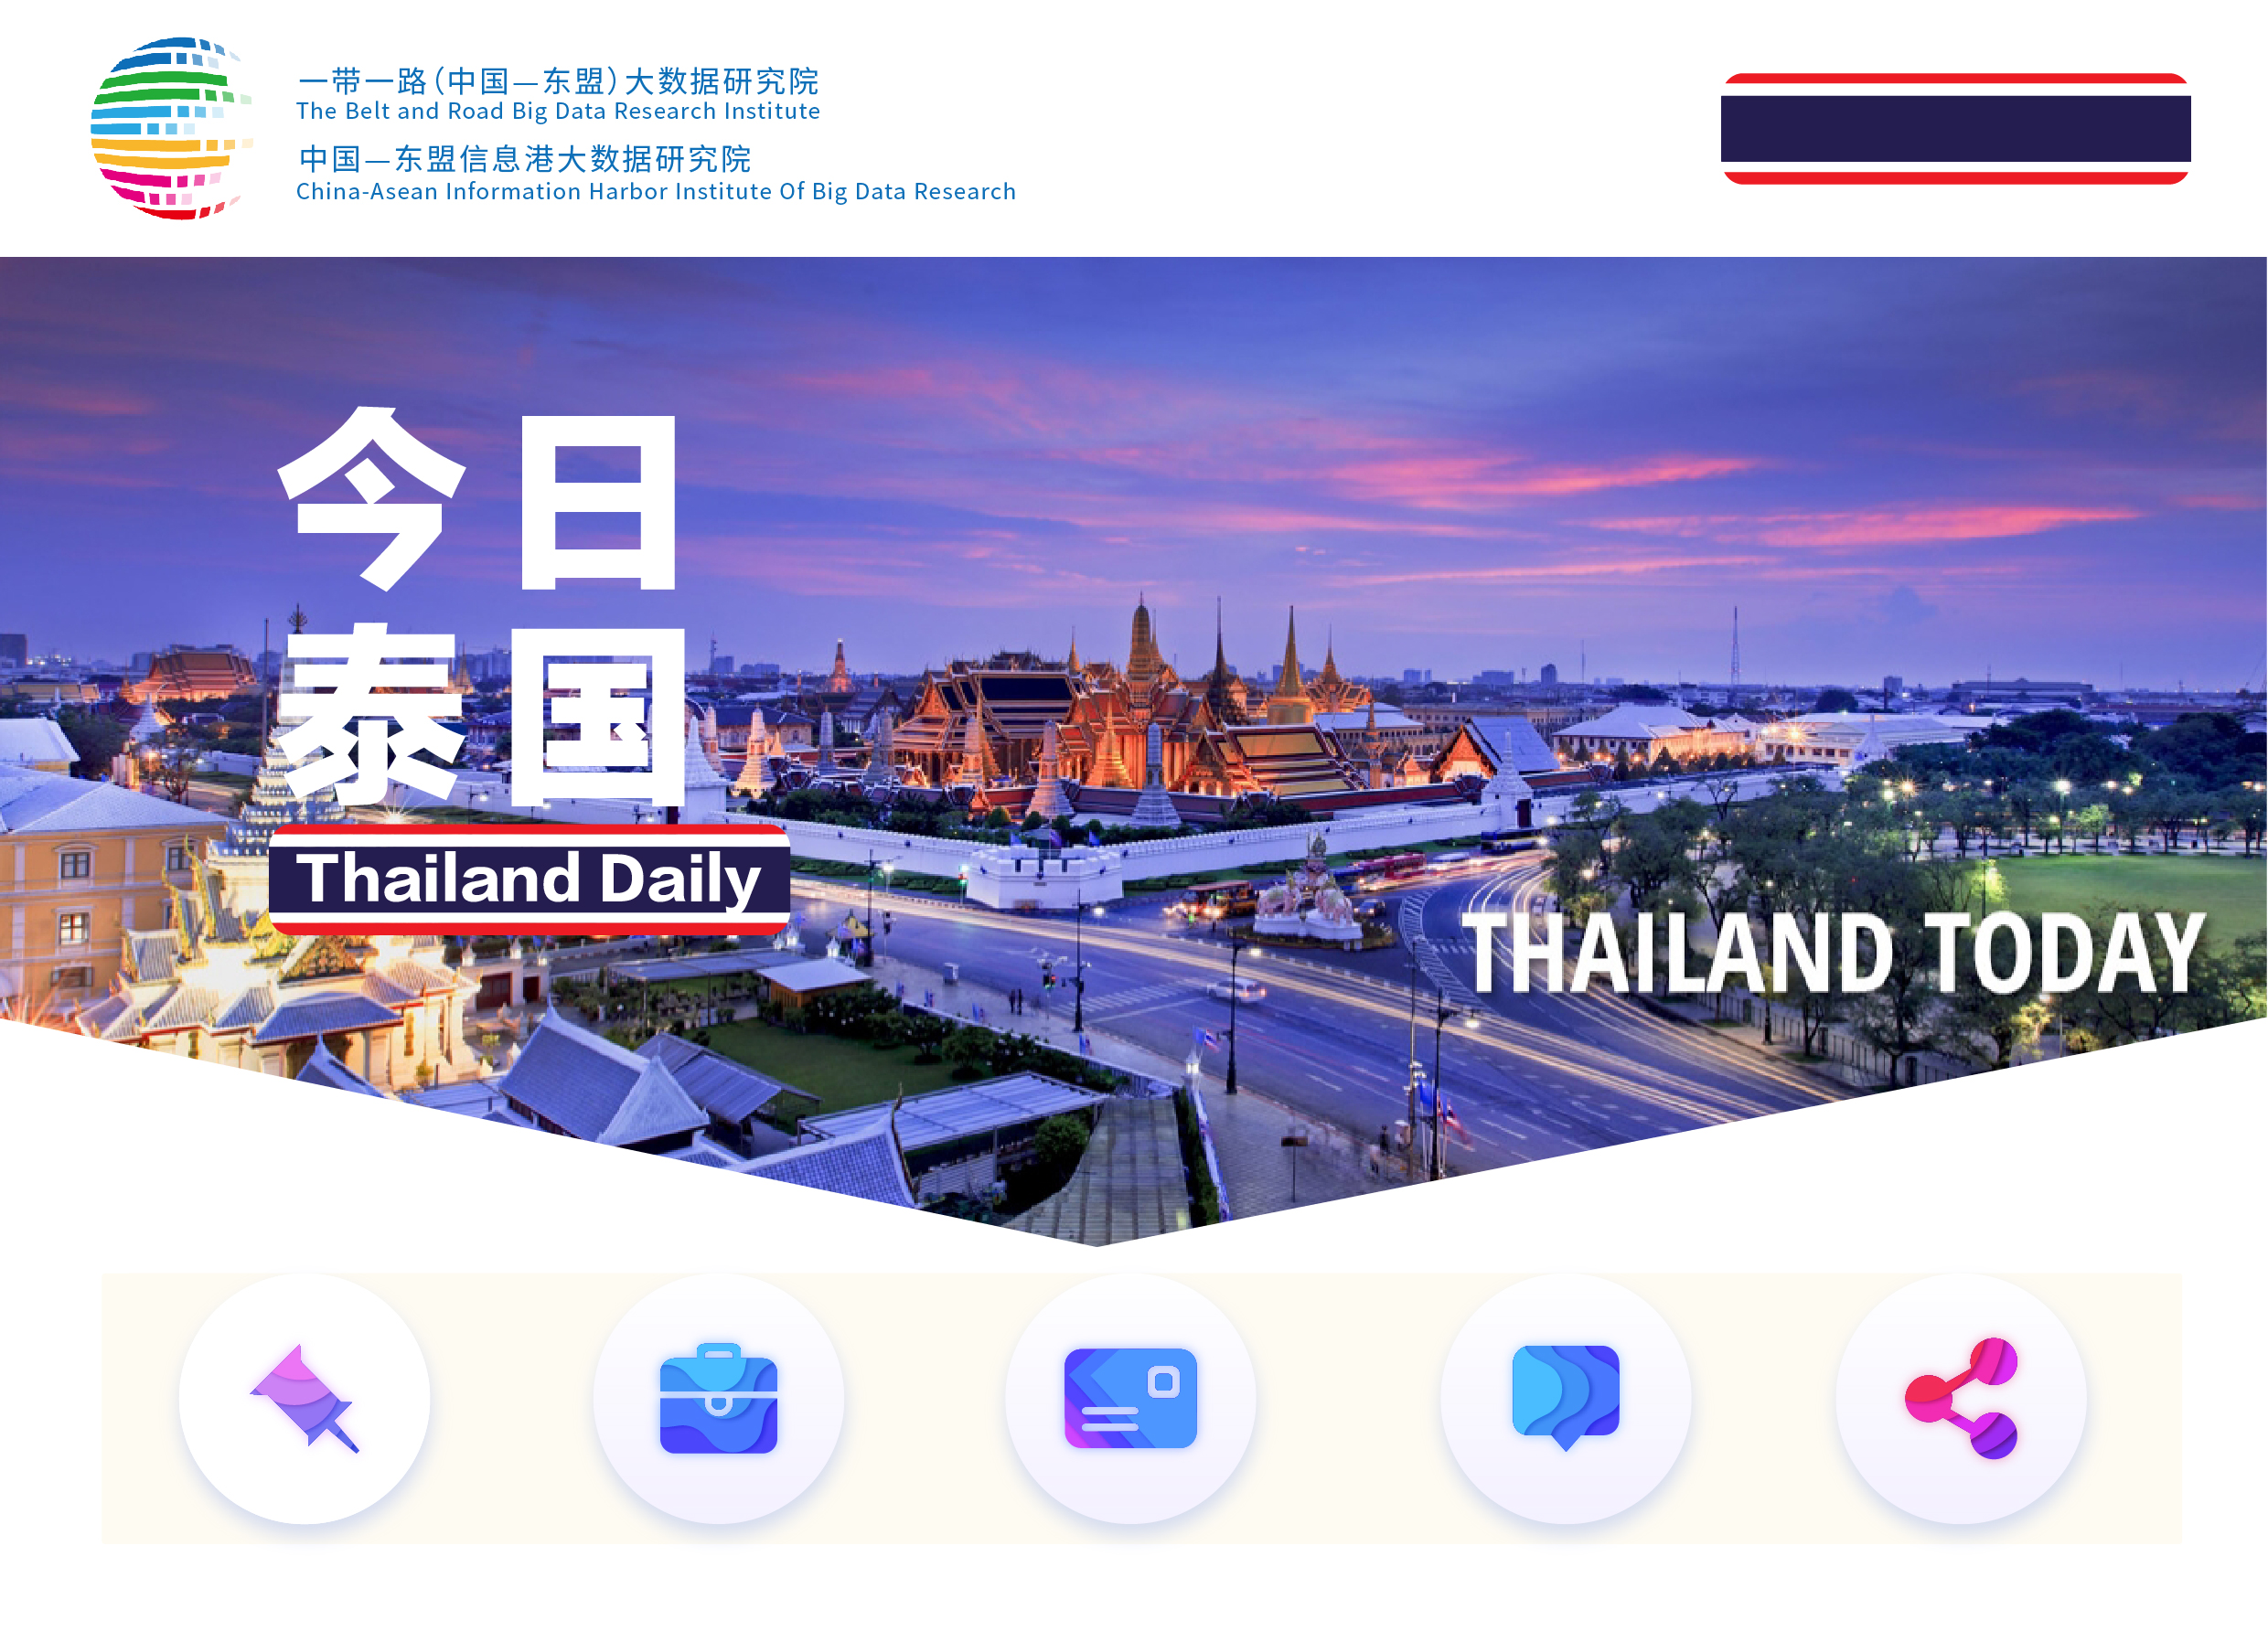 一带一路（中国—东盟）大数据研究院
The Belt and Road Big Data Research Institute
中国—东盟信息港大数据研究院
China-Asean Information Harbor Institute Of Big Data Research
今日
泰国
Thailand Daily
THAILAND TODAY